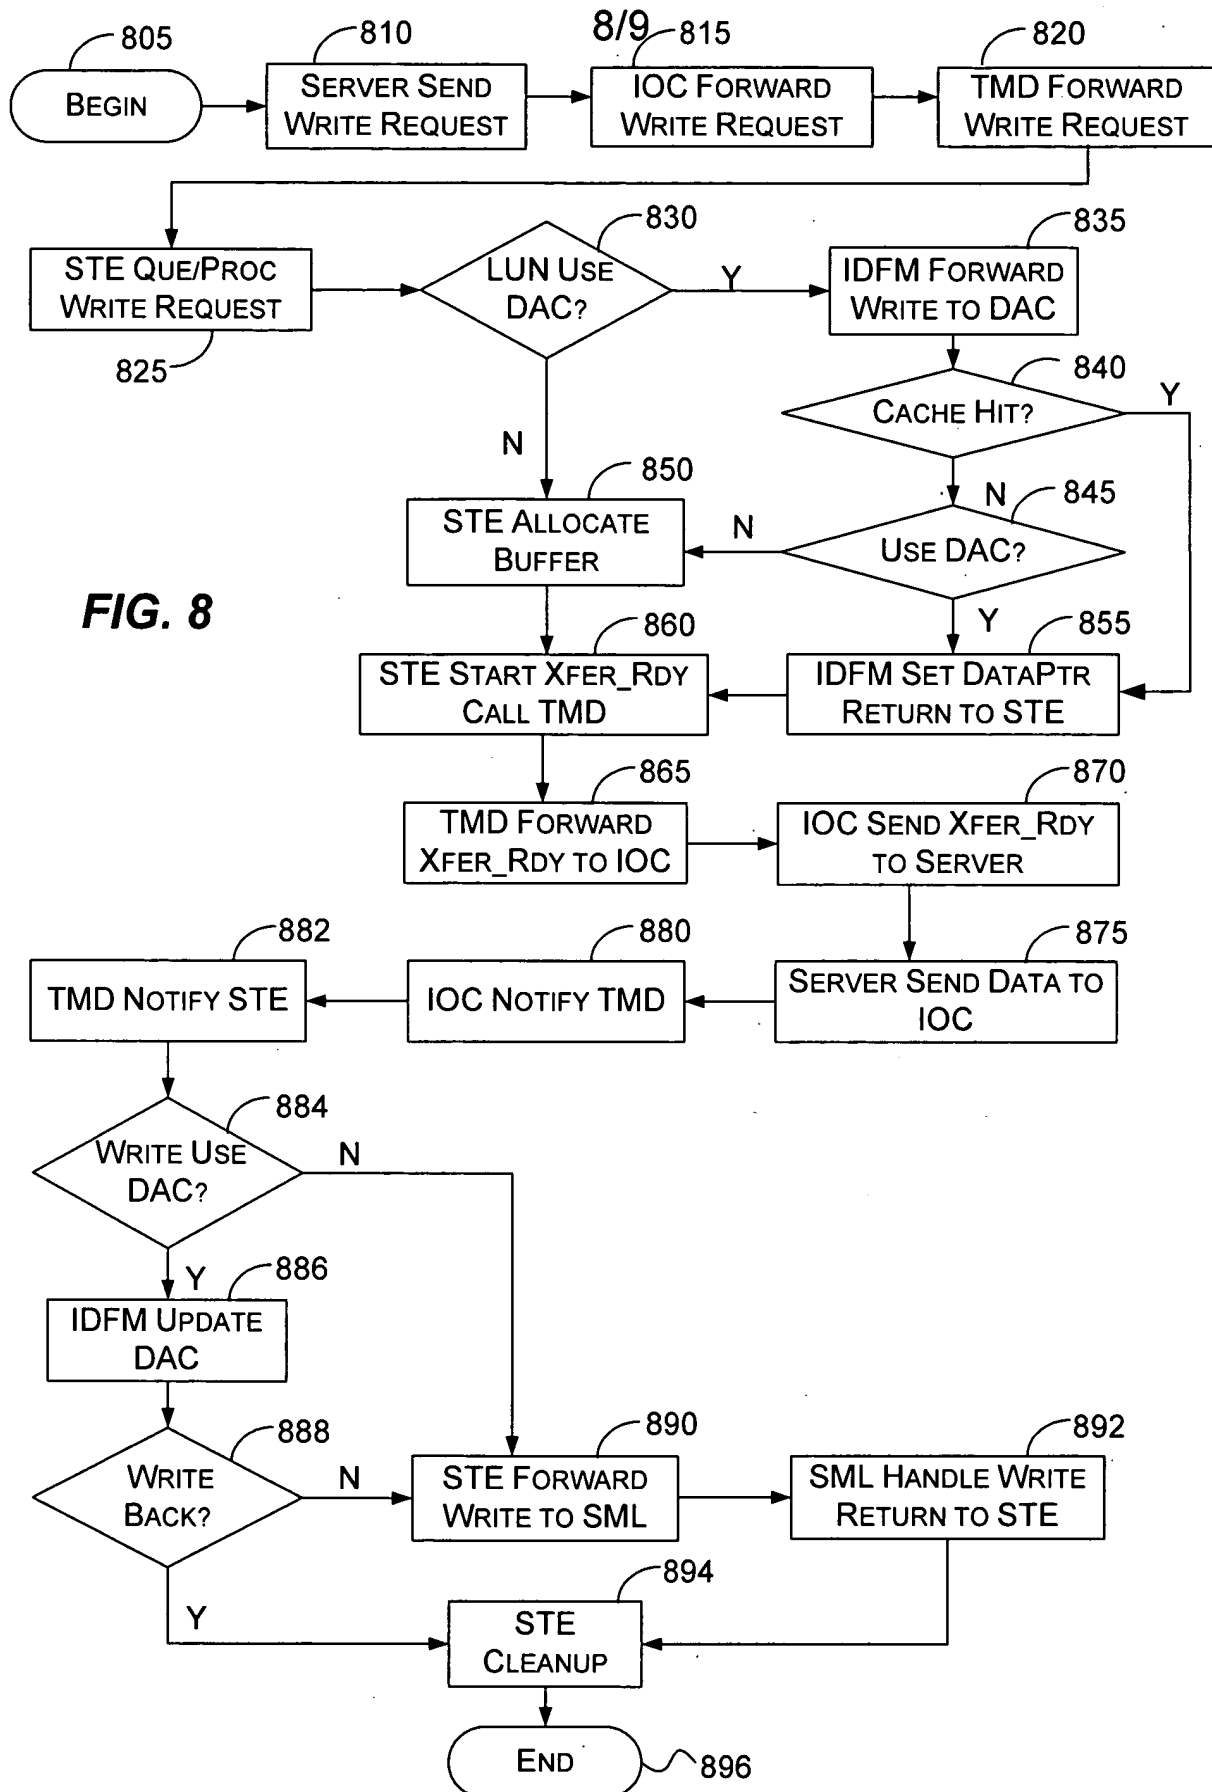 8/9
805
810
815
820
BEGIN
SERVER SEND
WRITE REQUEST
IOC FORWARD
WRITE REQUEST
TMD FORWARD
WRITE REQUEST
830
835
STE QUE/PROC
WRITE REQUEST
825
LUN USE
DAC?
Y
IDFM FORWARD
WRITE TO DAC
840
CACHE HIT?
Y
N
850
N
845
STE ALLOCATE
BUFFER
N
USE DAC?
FIG. 8
Y
860
855
STE START XFER_RDY
CALL TMD
IDFM SET DATAPTR
RETURN TO STE
865
870
TMD FORWARD
XFER_RDY TO IOC
IOC SEND XFER_RDY
TO SERVER
882
880
875
TMD NOTIFY STE
IOC NOTIFY TMD
SERVER SEND DATA TO
IOC
884
WRITE USE
DAC?
N
Y
886
IDFM UPDATE
DAC
888
890
892
WRITE
BACK?
N
STE FORWARD
WRITE TO SML
SML HANDLE WRITE
RETURN TO STE
894
Y
STE
CLEANUP
END
896